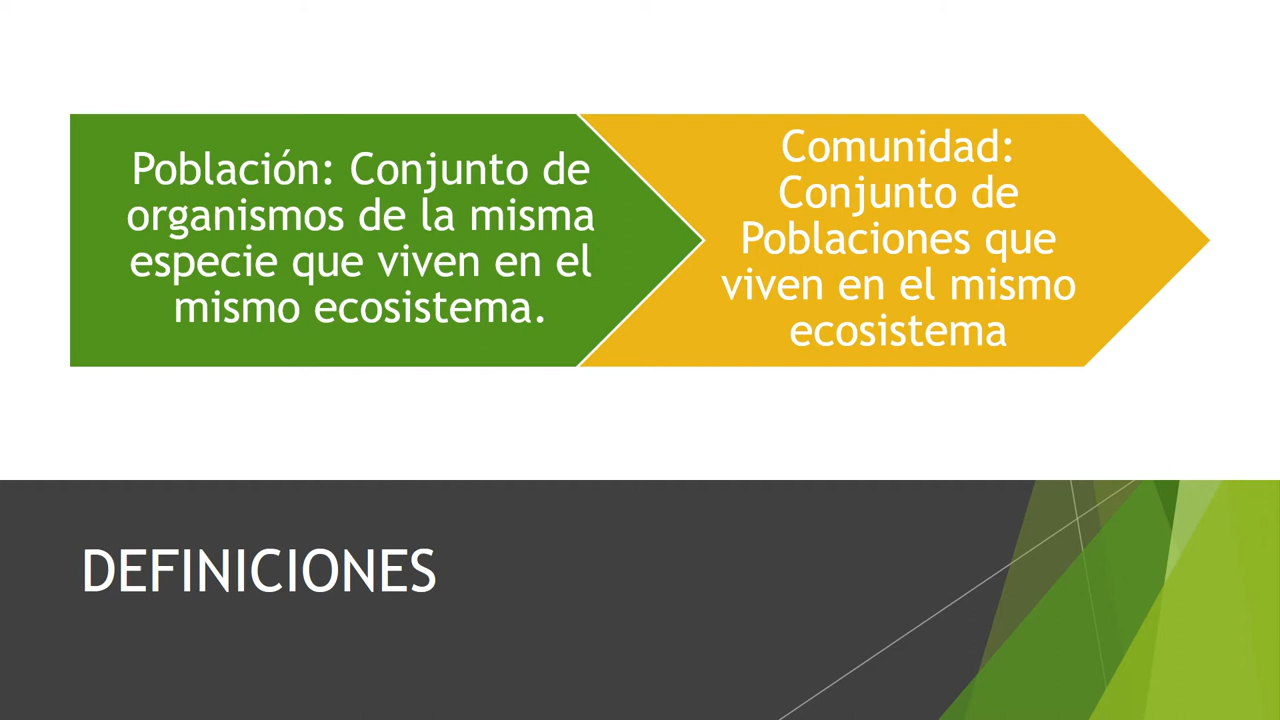 Población: Conjunto de
organismos de la misma
especie que viven en el
mismo ecosistema.
Comunidad:
Conjunto de
Poblaciones que
viven en el mismo
ecosistema
DEFINICIONES